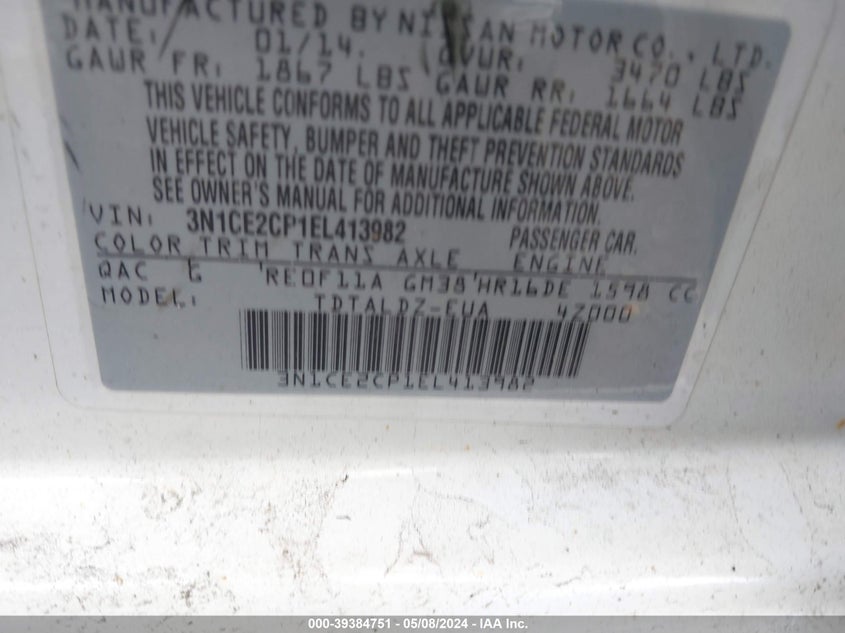 MANUFACTURED BY NISSAN MOTOR CO., LTD.
DATE: 01/14. GVWR: 3470 LBS
GAWR FR: 1867 LBS GAWR RR: 1664 LBS
THIS VEHICLE CONFORMS TO ALL APPLICABLE FEDERAL MOTOR
VEHICLE SAFETY, BUMPER AND THEFT PREVENTION STANDARDS
IN EFFECT ON THE DATE OF MANUFACTURE SHOWN ABOVE.
SEE OWNER'S MANUAL FOR ADDITIONAL INFORMATION.
VIN: 3N1CE2CP1EL413982 PASSENGER CAR.
COLOR TRIM TRANS AXLE ENGINE
QAC G 'RE0F11A GM38'HR16DE 1598 CC
MODEL: TDTALDZ-EUA 4Z000
3N1CE2CP1EL413982
000-39384751 — 05/08/2024 — IAA Inc.